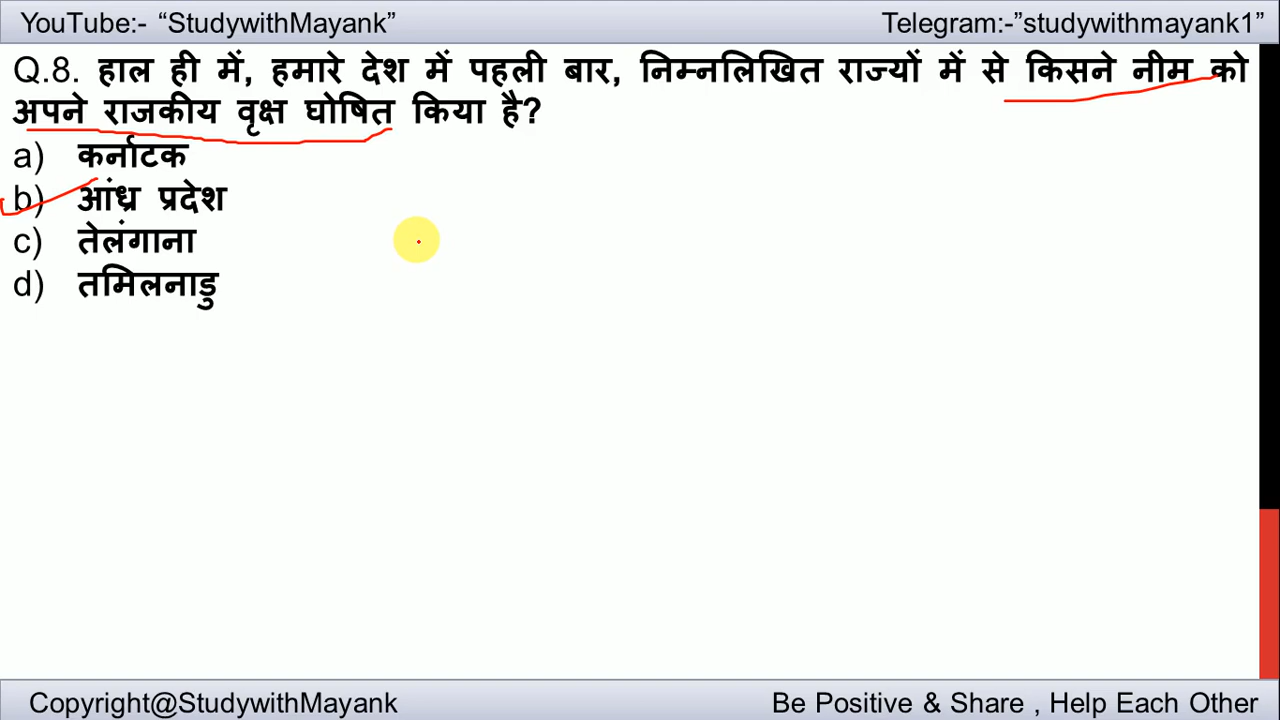 YouTube:- “StudywithMayank” Telegram:-”studywithmayank1”
Q.8. हाल ही में, हमारे देश में पहली बार, निम्नलिखित राज्यों में से किसने नीम को
अपने राजकीय वृक्ष घोषित किया है?
a) कर्नाटक
b) आंध्र प्रदेश
c) तेलंगाना
d) तमिलनाडु
Copyright@StudywithMayank Be Positive & Share , Help Each Other